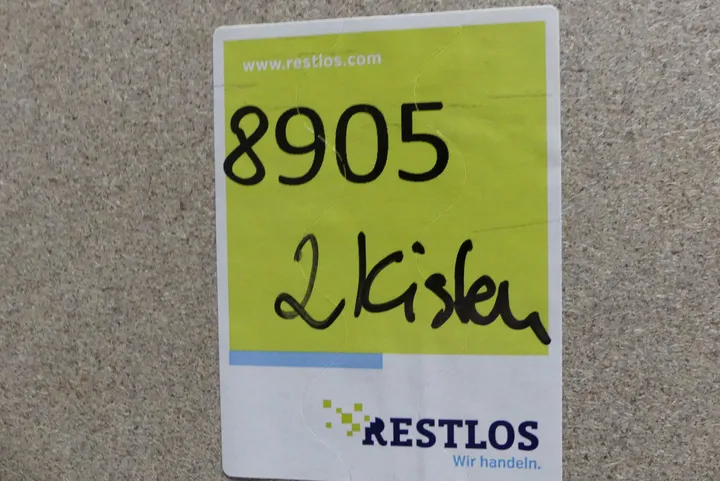 www.restlos.com
8905
2 Kisten
RESTLOS
Wir handeln.